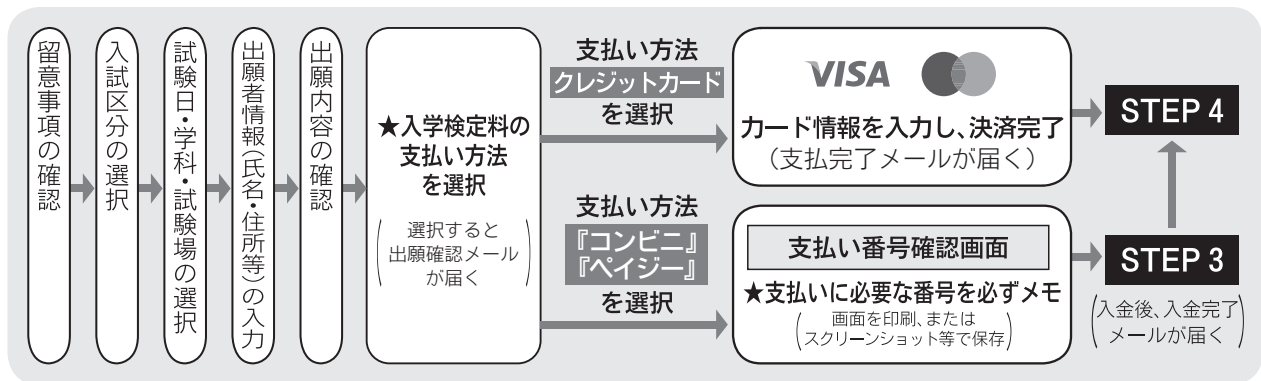 留意事項の確認
入試区分の選択
試験日・学科・試験場の選択
出願者情報(氏名・住所等)の入力
出願内容の確認
★入学検定料の
支払い方法
を選択
(選択すると
出願確認メール
が届く)
支払い方法
クレジットカード
を選択
VISA
カード情報を入力し、決済完了
(支払完了メールが届く)
支払い方法
『コンビニ』
『ペイジー』
を選択
支払い番号確認画面
★支払いに必要な番号を必ずメモ
(画面を印刷、または
スクリーンショット等で保存)
STEP 4
STEP 3
(入金後、入金完了
メールが届く)